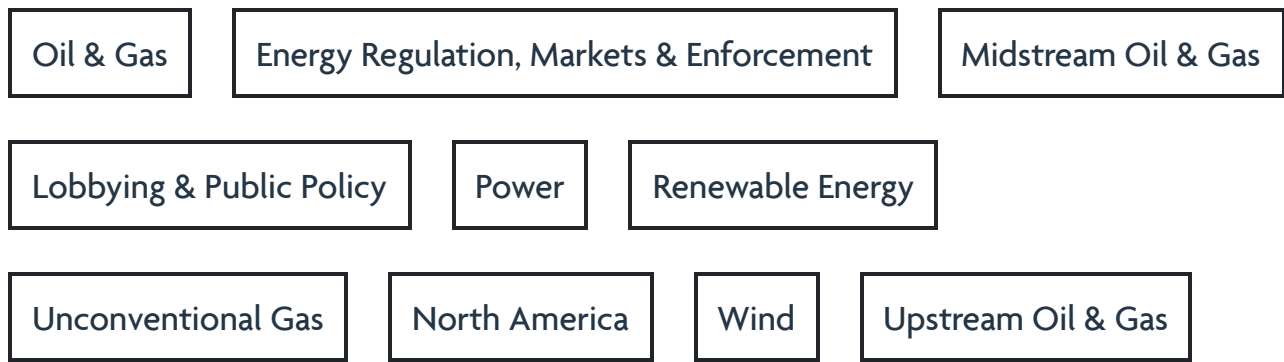 Oil & Gas Energy Regulation, Markets & Enforcement Midstream Oil & Gas
Lobbying & Public Policy Power Renewable Energy
Unconventional Gas North America Wind Upstream Oil & Gas